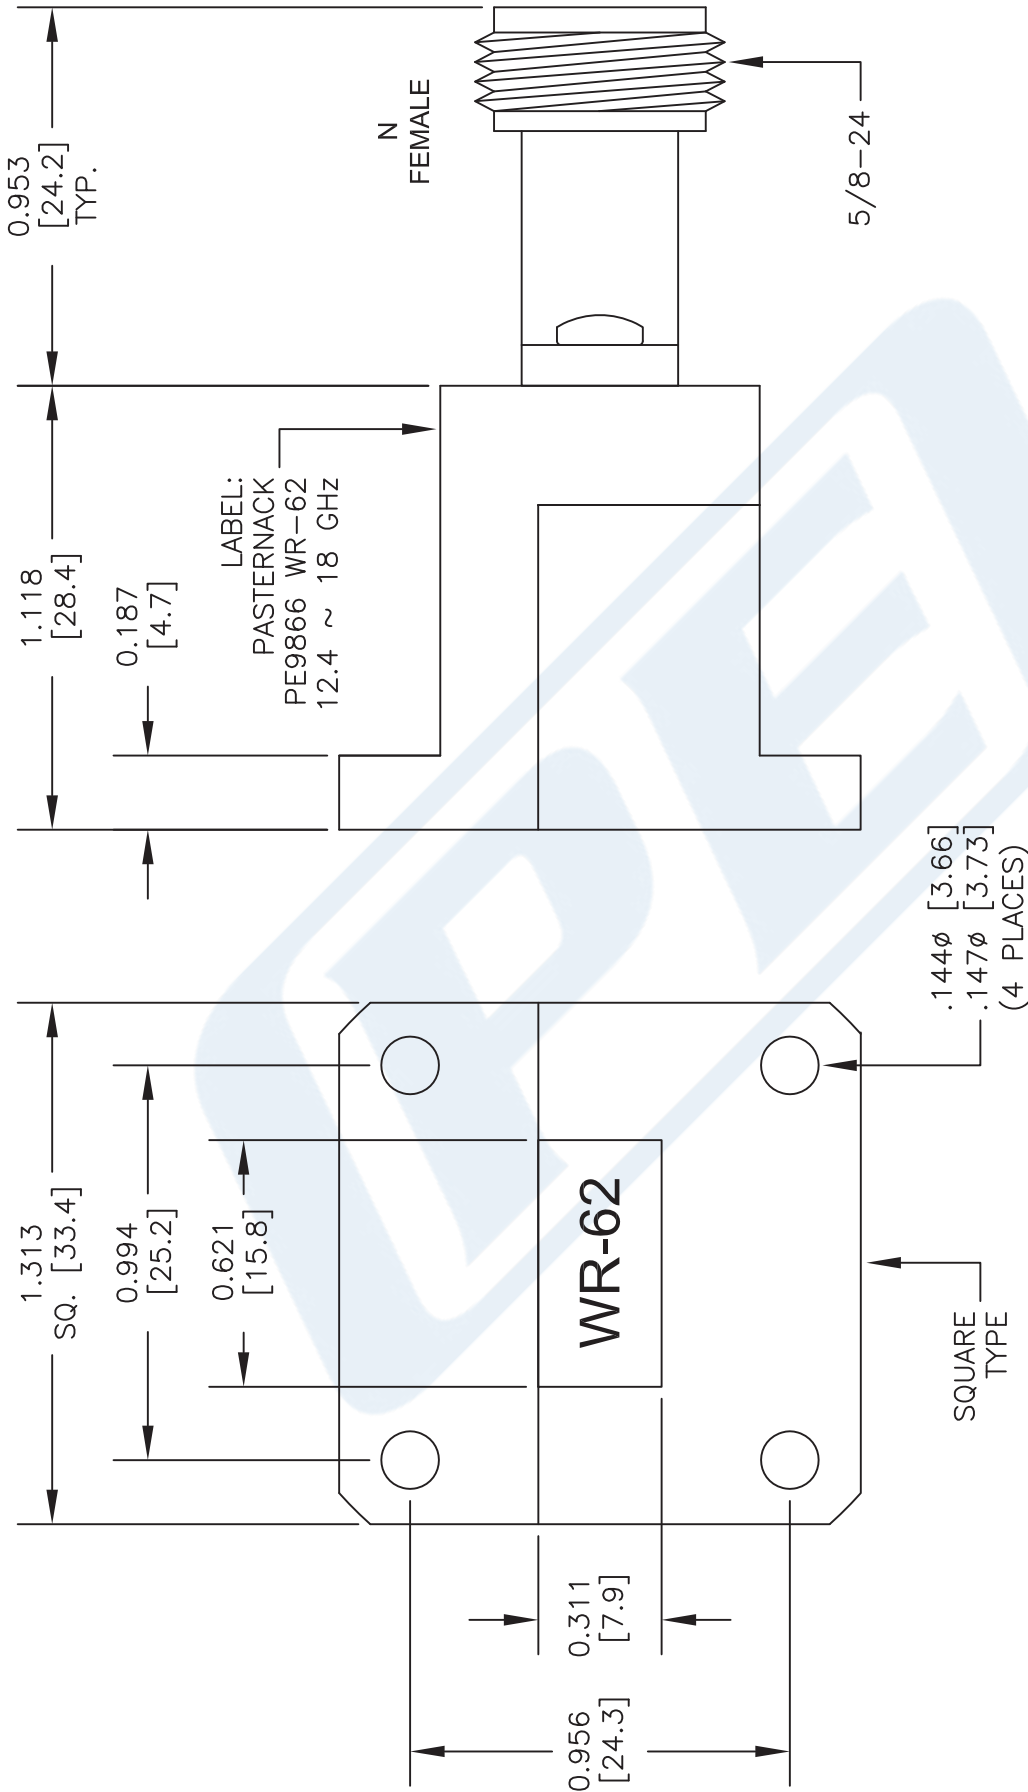 1.313
SQ. [33.4]
0.994
[25.2]
0.621
[15.8]
0.956
[24.3]
0.311
[7.9]
WR-62
SQUARE
TYPE
.144ø [3.66]
.147ø [3.73]
(4 PLACES)
1.118
[28.4]
0.187
[4.7]
0.953
[24.2]
TYP.
LABEL:
PASTERNACK
PE9866 WR-62
12.4 ~ 18 GHz
N
FEMALE
5/8-24
PE